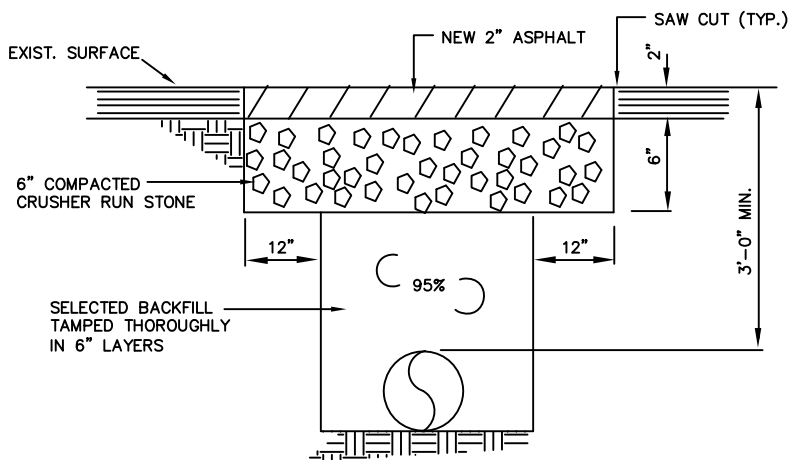 SAW CUT (TYP.)
NEW 2" ASPHALT
EXIST. SURFACE
2"
6"
6" COMPACTED
CRUSHER RUN STONE
12"
12"
3'-0" MIN.
95%
SELECTED BACKFILL
TAMPED THOROUGHLY
IN 6" LAYERS